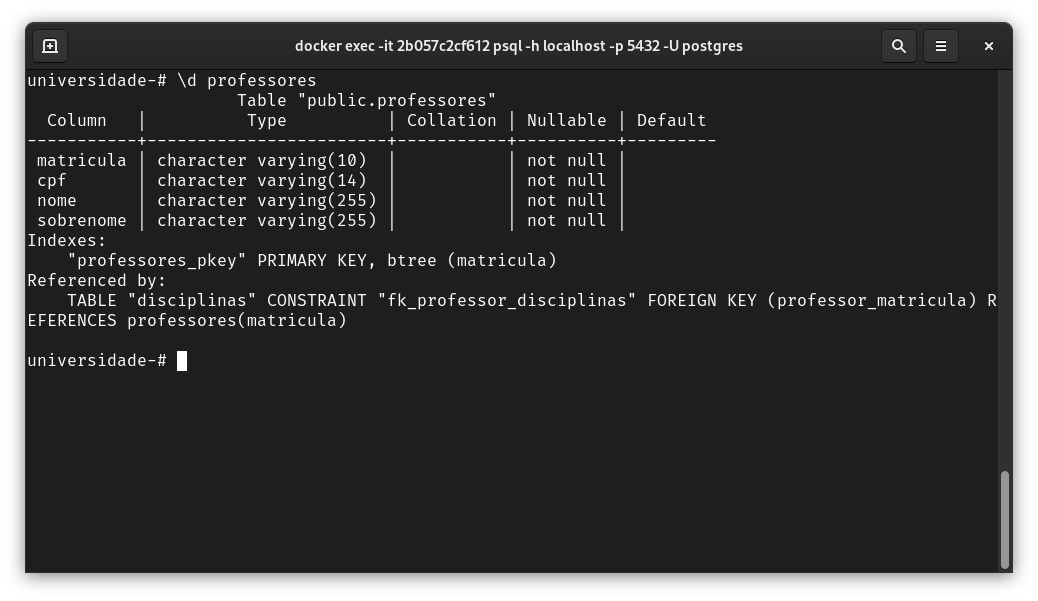 docker exec -it 2b057c2cf612 psql -h localhost -p 5432 -U postgres
universidade-# \d professores
                     Table "public.professores"
  Column   |          Type          | Collation | Nullable | Default
-----------+------------------------+-----------+----------+---------
 matricula | character varying(10)  |           | not null |
 cpf       | character varying(14)  |           | not null |
 nome      | character varying(255) |           | not null |
 sobrenome | character varying(255) |           | not null |
Indexes:
    "professores_pkey" PRIMARY KEY, btree (matricula)
Referenced by:
    TABLE "disciplinas" CONSTRAINT "fk_professor_disciplinas" FOREIGN KEY (professor_matricula) R
EFERENCES professores(matricula)
universidade-#